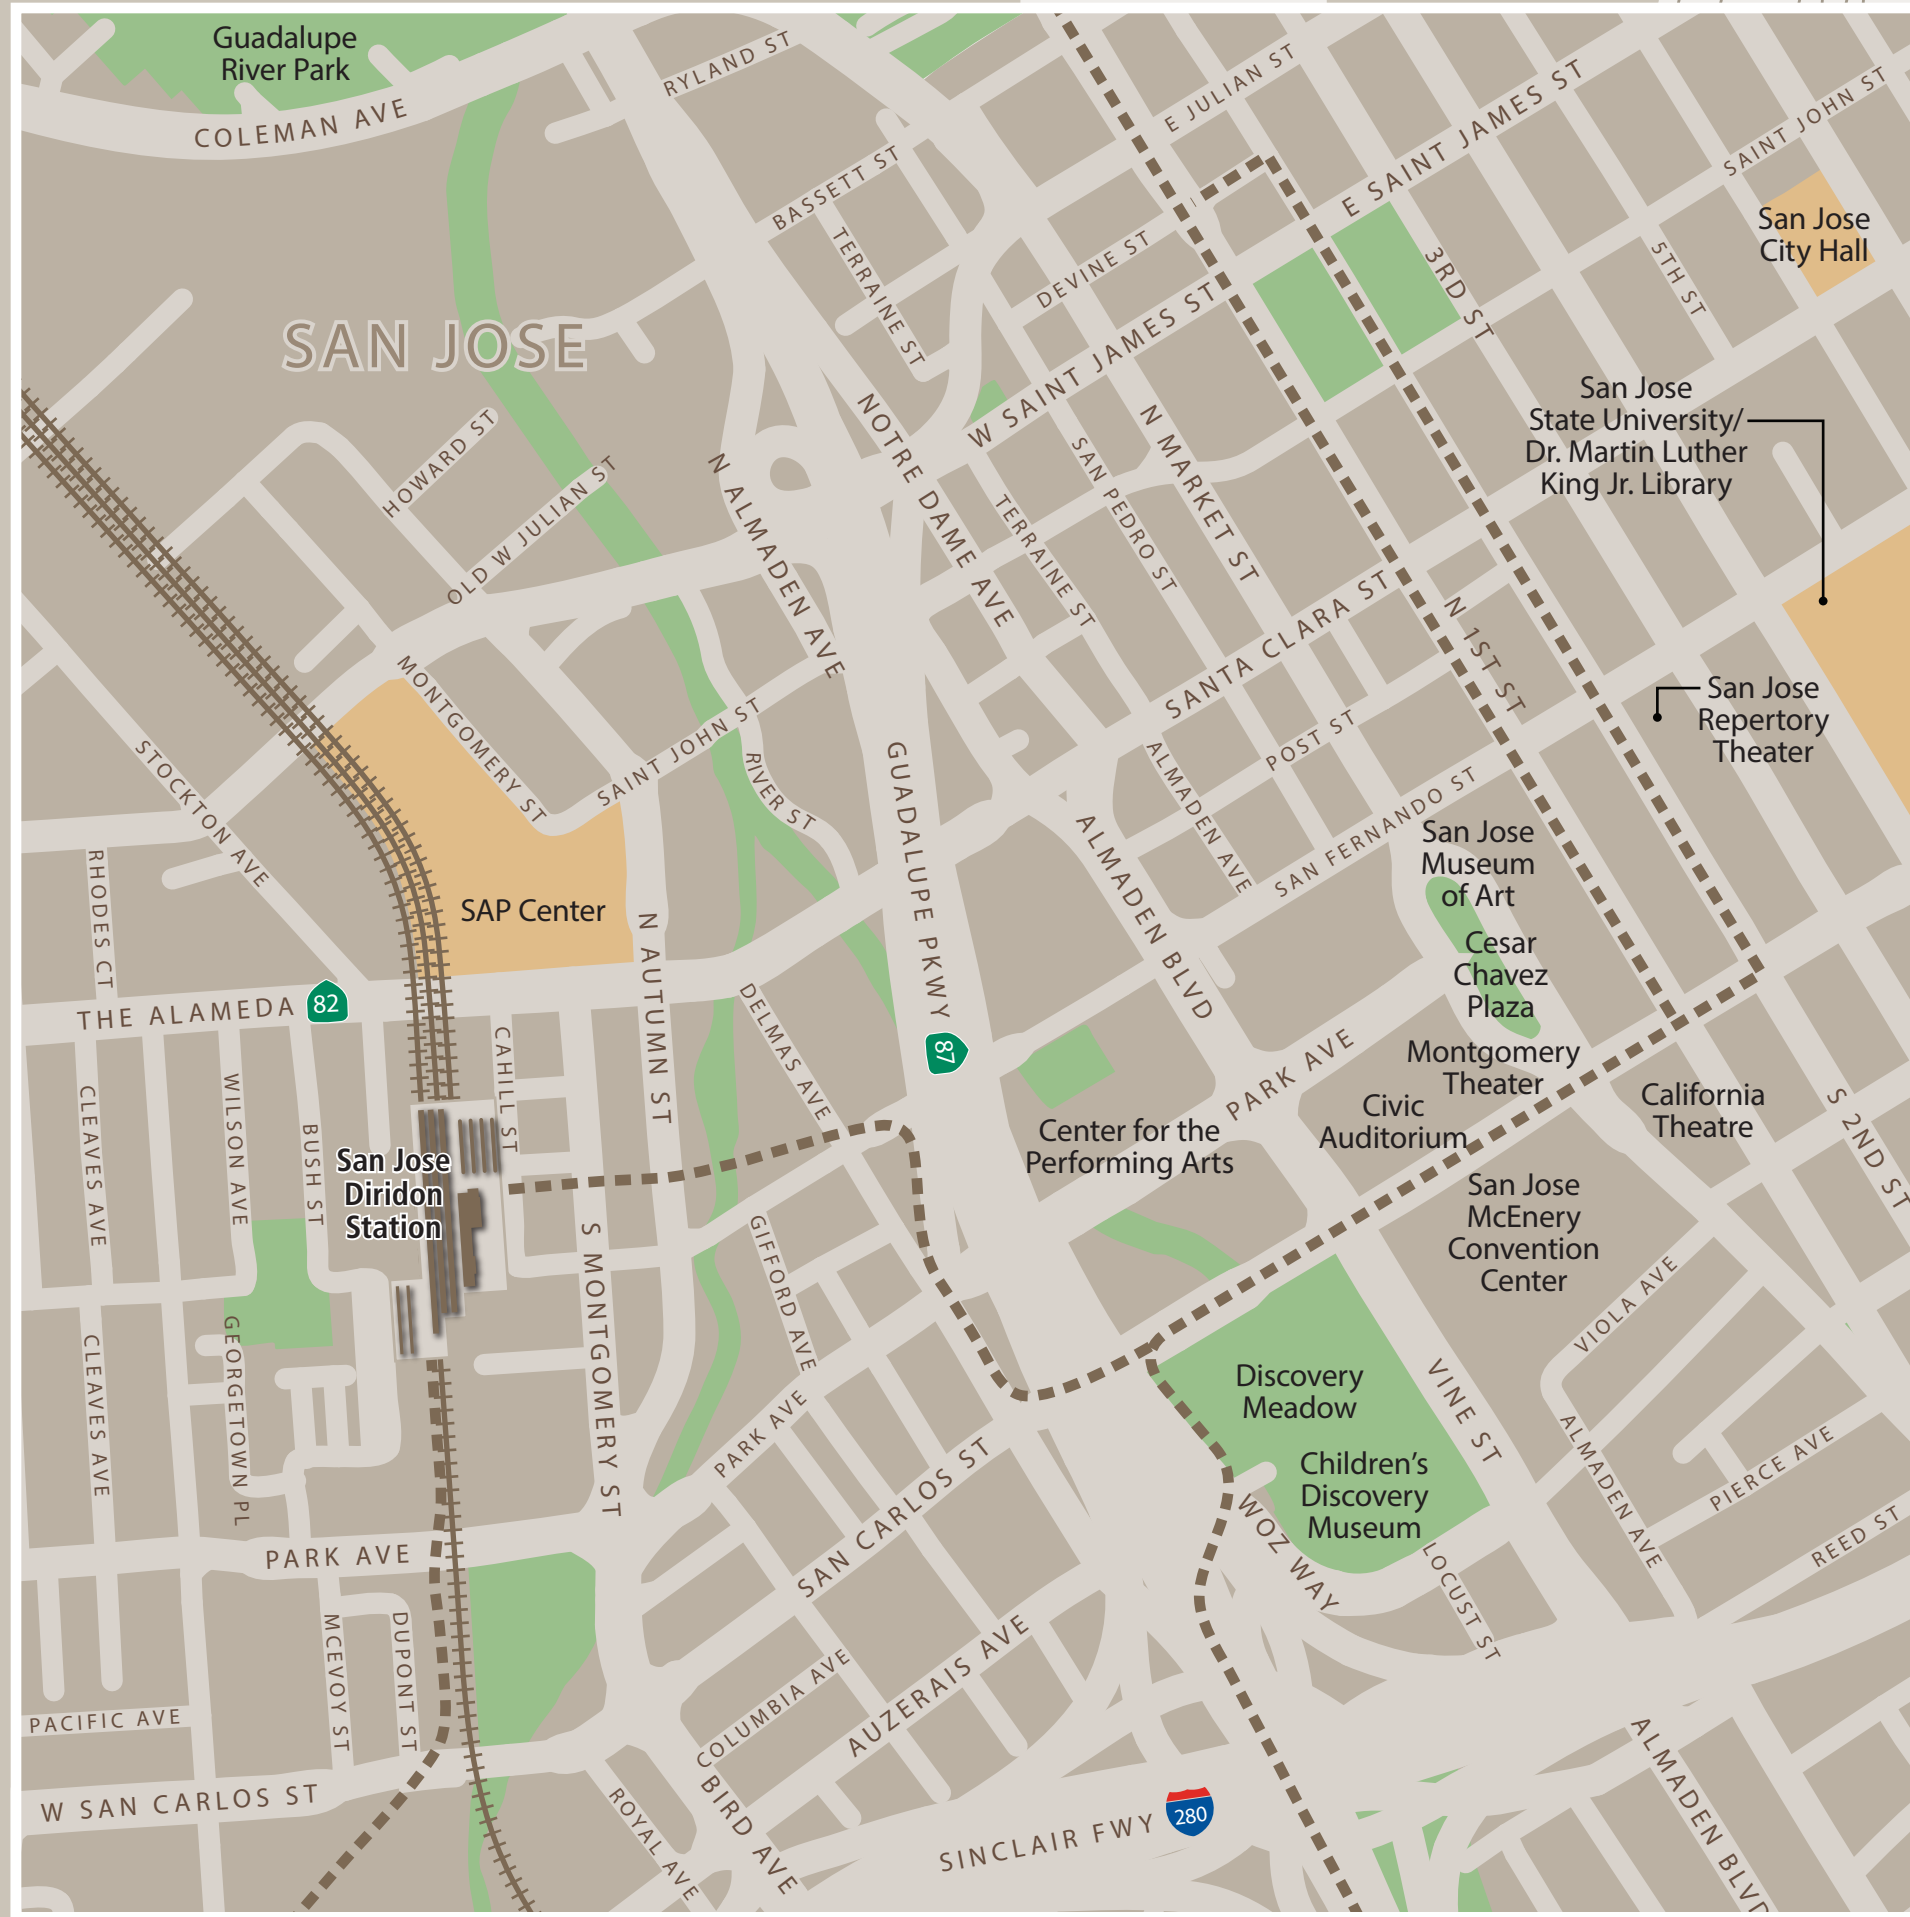 Guadalupe
River Park
RYLAND ST
COLEMAN AVE
E JULIAN ST
E SAINT JAMES ST
SAINT JOHN ST
BASSETT ST
TERRAINE ST
DEVINE ST
San Jose
City Hall
3RD ST
5TH ST
SAN JOSE
W SAINT JAMES ST
HOWARD ST
OLD W JULIAN ST
N ALMADEN AVE
NOTRE DAME AVE
TERRAINE ST
SAN PEDRO ST
N MARKET ST
San Jose
State University/
Dr. Martin Luther
King Jr. Library
SANTA CLARA ST
N 1ST ST
San Jose
Repertory
Theater
MONTGOMERY ST
SAINT JOHN ST
RIVER ST
STOCKTON AVE
RHODES CT
GUADALUPE PKWY
ALMADEN AVE
POST ST
SAN FERNANDO ST
ALMADEN BLVD
San Jose
Museum
of Art
Cesar
Chavez
Plaza
SAP Center
N AUTUMN ST
THE ALAMEDA
82
87
CAHILL ST
DELMAS AVE
PARK AVE
Montgomery
Theater
Civic
Auditorium
California
Theatre
S 2ND ST
Center for the
Performing Arts
San Jose
McEnery
Convention
Center
CLEAVES AVE
WILSON AVE
BUSH ST
San Jose
Diridon
Station
S MONTGOMERY ST
GIFFORD AVE
VIOLA AVE
CLEAVES AVE
GEORGETOWN PL
PARK AVE
SAN CARLOS ST
Discovery
Meadow
Children's
Discovery
Museum
VINE ST
ALMADEN AVE
PIERCE AVE
REED ST
WOZ WAY
LOCUST ST
PARK AVE
MCEVOY ST
DUPONT ST
PACIFIC AVE
COLUMBIA AVE
AUZERAIS AVE
W SAN CARLOS ST
ROYAL AVE
BIRD AVE
SINCLAIR FWY
280
ALMADEN BLVD